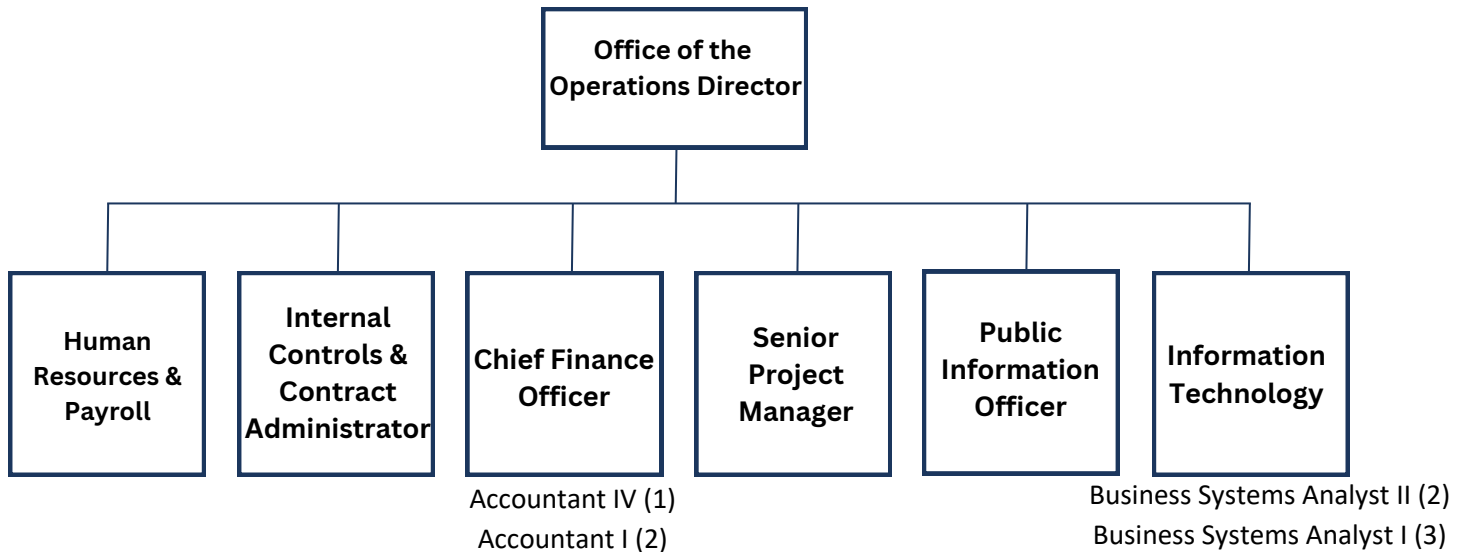 Office of the
Operations Director
Human
Resources &
Payroll
Internal
Controls &
Contract
Administrator
Chief Finance
Officer
Senior
Project
Manager
Public
Information
Officer
Information
Technology
Accountant IV (1)
Accountant I (2)
Business Systems Analyst II (2)
Business Systems Analyst I (3)